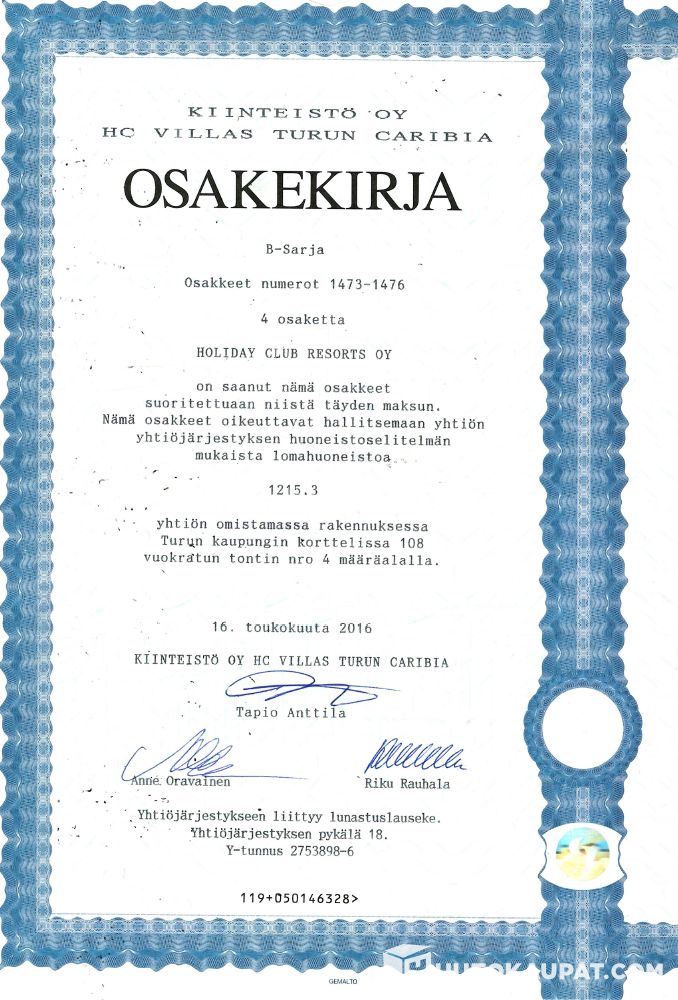 KIINTEISTÖ OY
HC VILLAS TURUN CARIBIA
OSAKEKIRJA
B-Sarja
Osakkeet numerot 1473-1476
4 osaketta
HOLIDAY CLUB RESORTS OY
on saanut nämä osakkeet
suoritettuaan niistä täyden maksun.
Nämä osakkeet oikeuttavat hallitsemaan yhtiön
yhtiöjärjestyksen huoneistoselitelmän
mukaista lomahuoneistoa
1215.3
yhtiön omistamassa rakennuksessa
Turun kaupungin korttelissa 108
vuokratun tontin nro 4 määräalalla.
16. toukokuuta 2016
KIINTEISTÖ OY HC VILLAS TURUN CARIBIA
Tapio Anttila
Anne Oravainen Riku Rauhala
Yhtiöjärjestykseen liittyy lunastuslauseke.
Yhtiöjärjestyksen pykälä 18.
Y-tunnus 2753898-6
119+050146328>
HUUTOKAUPAT.COM
GEMALTO